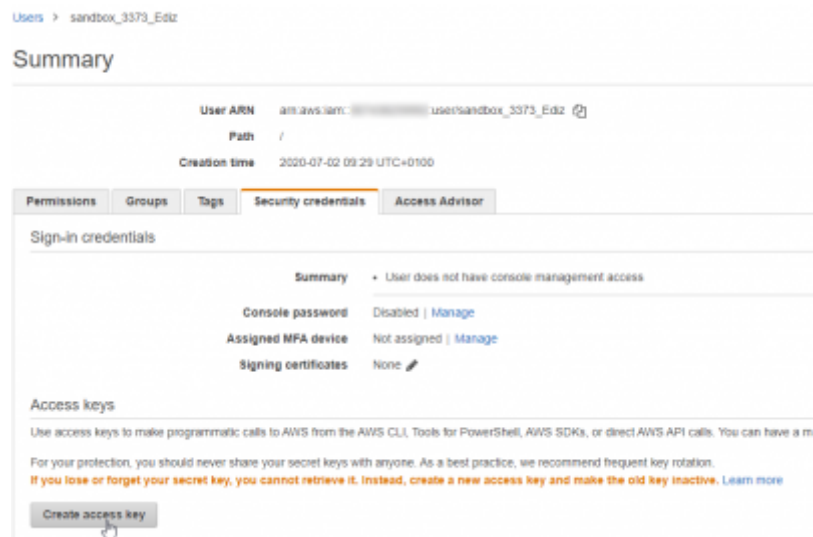 Users > sandbox_3373_Ediz
Summary
User ARN arn:aws:iam: :user/sandbox_3373_Ediz
Path /
Creation time 2020-07-02 09:29 UTC+0100
Permissions Groups Tags Security credentials Access Advisor
Sign-in credentials
Summary • User does not have console management access
Console password Disabled | Manage
Assigned MFA device Not assigned | Manage
Signing certificates None
Access keys
Use access keys to make programmatic calls to AWS from the AWS CLI, Tools for PowerShell, AWS SDKs, or direct AWS API calls. You can have a m
For your protection, you should never share your secret keys with anyone. As a best practice, we recommend frequent key rotation.
If you lose or forget your secret key, you cannot retrieve it. Instead, create a new access key and make the old key inactive. Learn more
Create access key